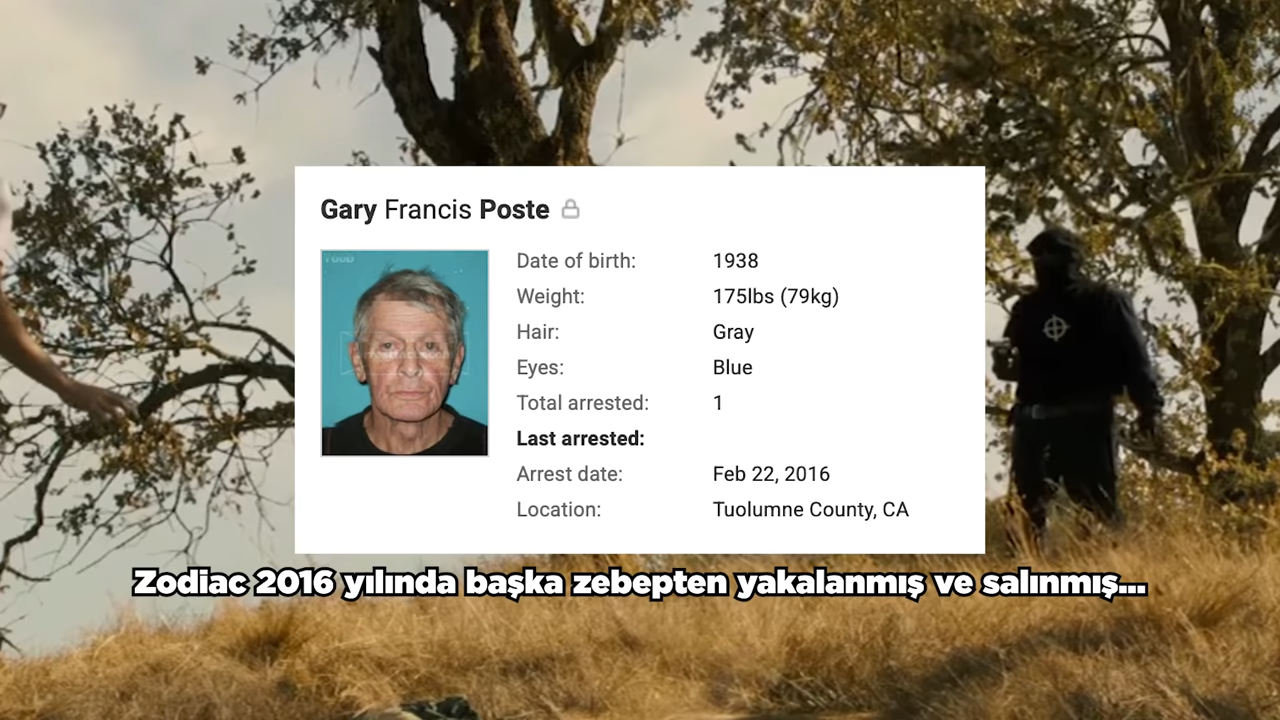 Gary Francis Poste
Date of birth: 1938
Weight: 175lbs (79kg)
Hair: Gray
Eyes: Blue
Total arrested: 1
Last arrested:
Arrest date: Feb 22, 2016
Location: Tuolumne County, CA
Zodiac 2016 yılında başka zebepten yakalanmış ve salınmış...